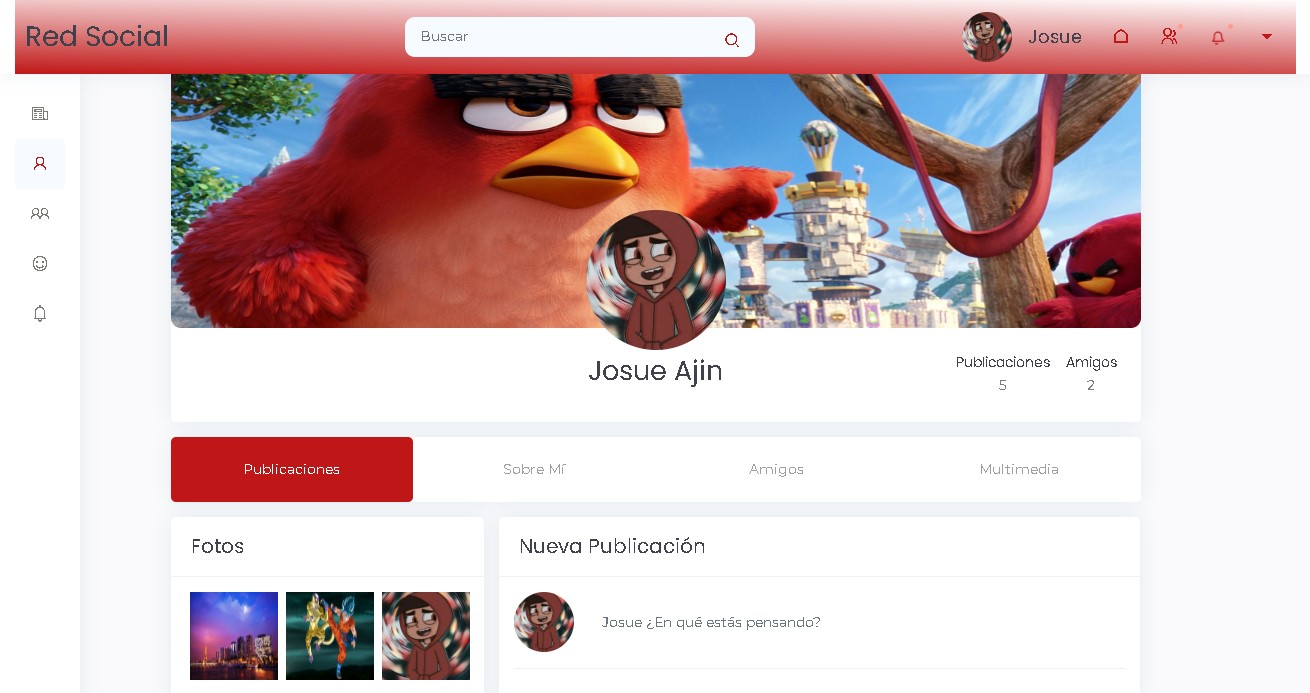 Red Social
Buscar
Josue
Josue Ajin
Publicaciones Amigos
5 2
Publicaciones Sobre Mí Amigos Multimedia
Fotos
Nueva Publicación
Josue ¿En qué estás pensando?